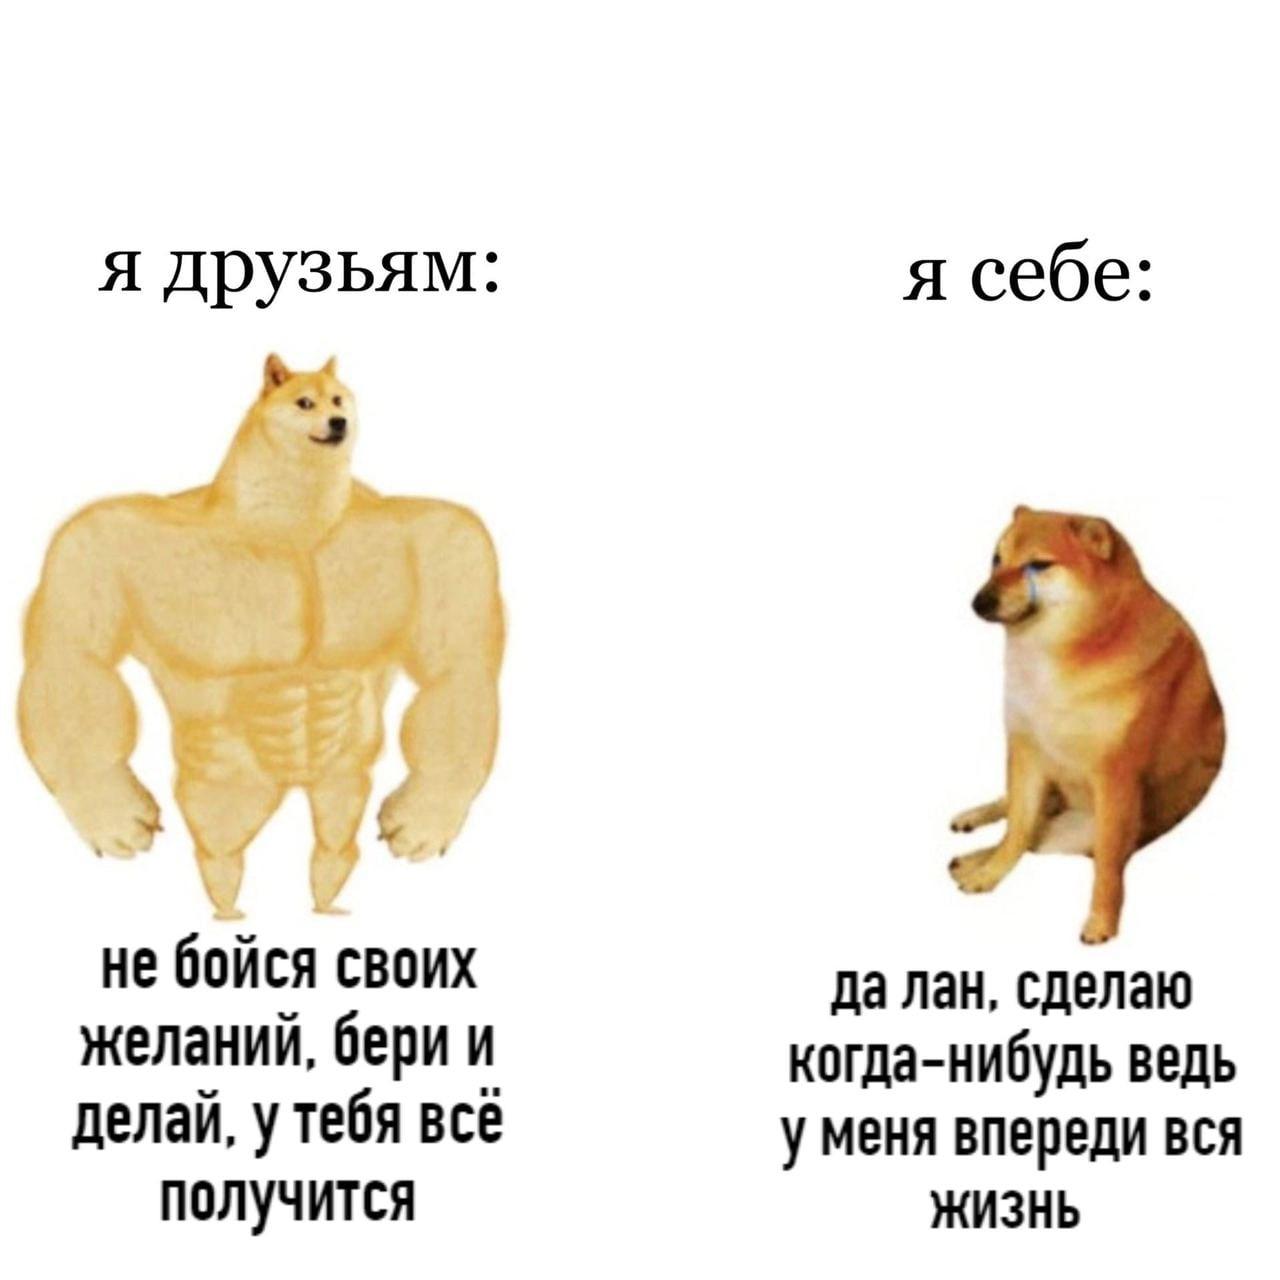 я друзьям:
не бойся своих
желаний, бери и
делай, у тебя всё
получится
я себе:
да лан, сделаю
когда-нибудь ведь
у меня впереди вся
жизнь